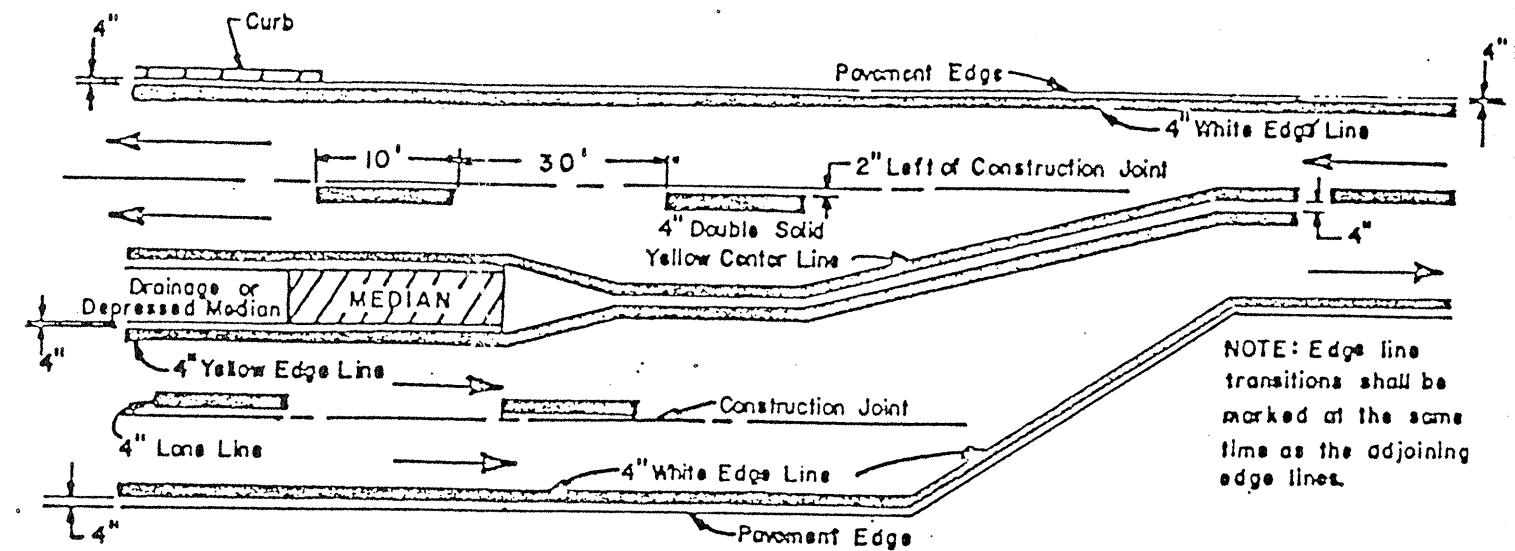 4"
Curb
Pavement Edge
4"
4" White Edge Line
10'
30'
2" Left of Construction Joint
4" Double Solid
Yellow Center Line
4"
Drainage or
Depressed Median
MEDIAN
4"
4" Yellow Edge Line
NOTE: Edge line
transitions shall be
marked at the same
time as the adjoining
edge lines.
Construction Joint
4" Lane Line
4" White Edge Line
4"
Pavement Edge